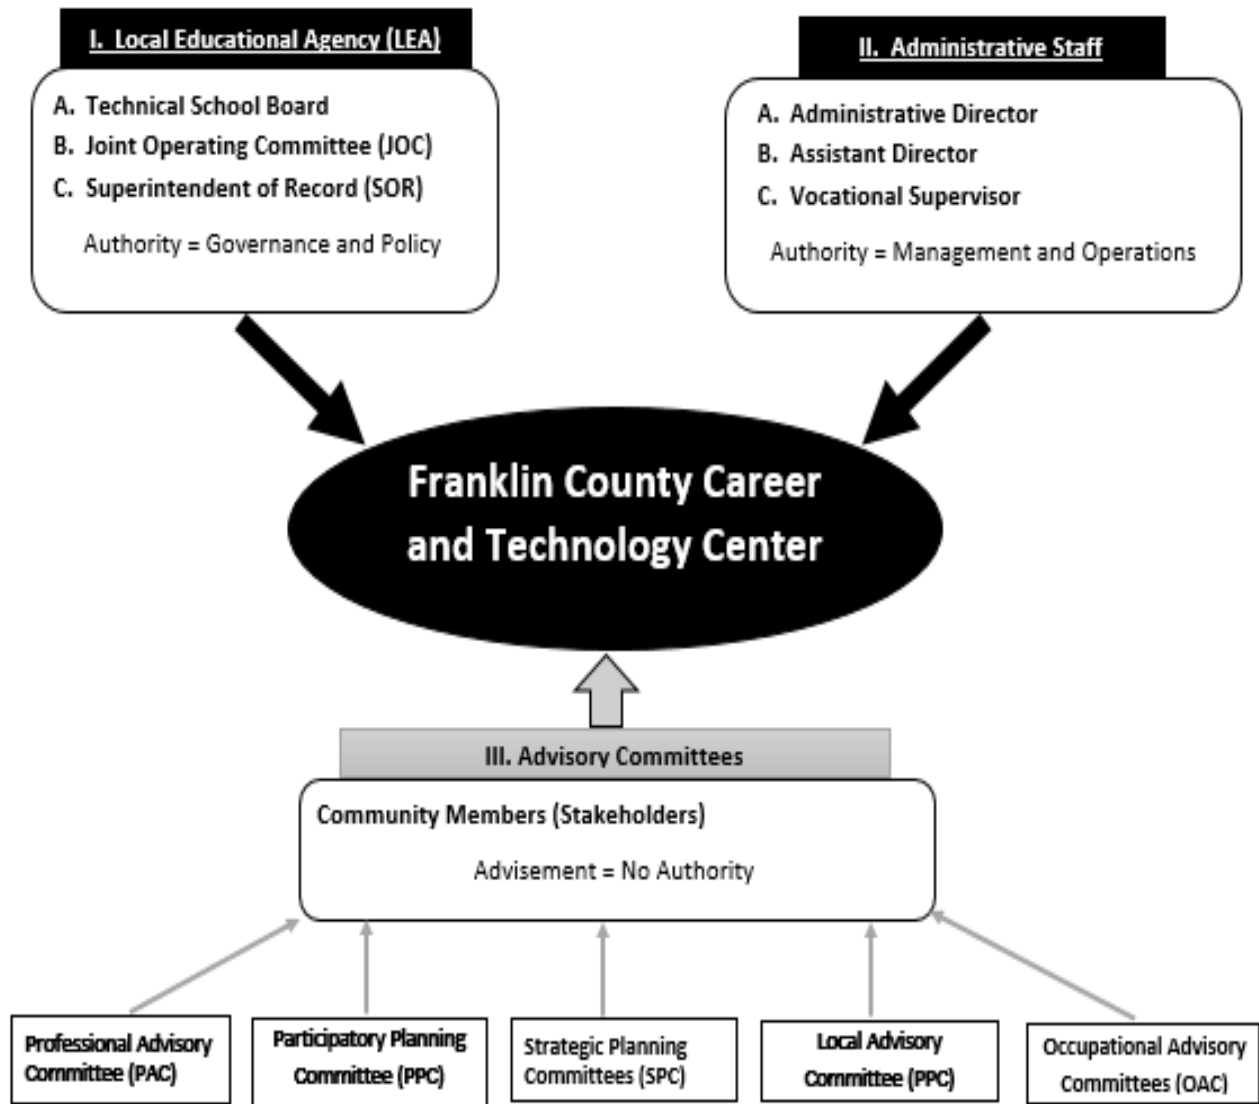 I. Local Educational Agency (LEA)
A. Technical School Board
B. Joint Operating Committee (JOC)
C. Superintendent of Record (SOR)
Authority = Governance and Policy
II. Administrative Staff
A. Administrative Director
B. Assistant Director
C. Vocational Supervisor
Authority = Management and Operations
Franklin County Career
and Technology Center
III. Advisory Committees
Community Members (Stakeholders)
Advisement = No Authority
Professional Advisory
Committee (PAC)
Participatory Planning
Committee (PPC)
Strategic Planning
Committees (SPC)
Local Advisory
Committee (PPC)
Occupational Advisory
Committees (OAC)